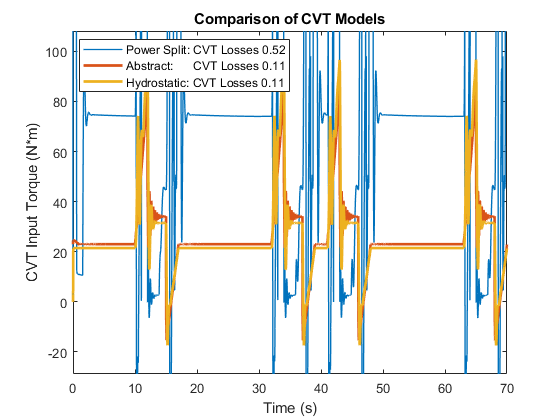 Comparison of CVT Models
Power Split: CVT Losses 0.52
Abstract: CVT Losses 0.11
Hydrostatic: CVT Losses 0.11
CVT Input Torque (N*m)
100
80
60
40
20
0
-20
0 10 20 30 40 50 60 70
Time (s)